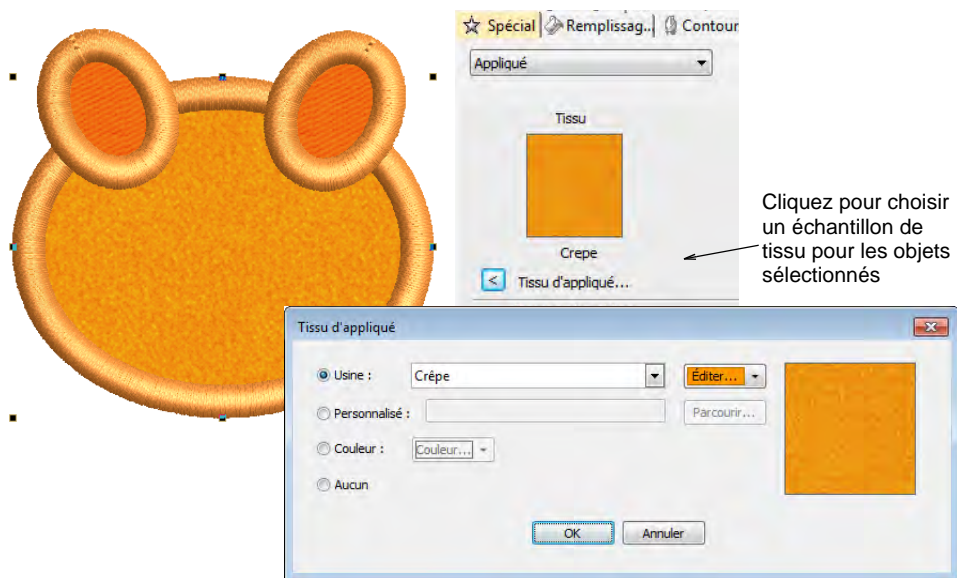 Spécial Remplissag.. Contour
Appliqué
Tissu
Crepe
< Tissu d'appliqué...
Cliquez pour choisir
un échantillon de
tissu pour les objets
sélectionnés
Tissu d'appliqué
Usine : Crêpe Éditer...
Personnalisé : Parcourir...
Couleur : Couleur...
Aucun
OK Annuler